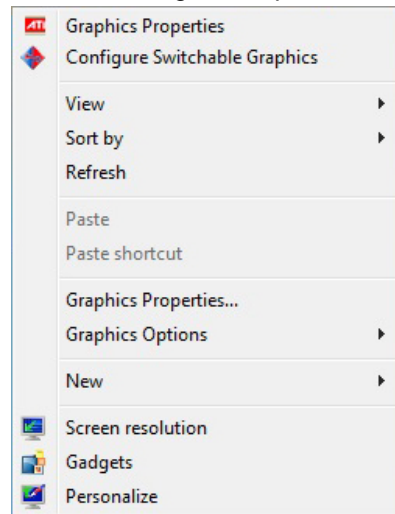 ATI Graphics Properties
Configure Switchable Graphics
View
Sort by
Refresh
Paste
Paste shortcut
Graphics Properties...
Graphics Options
New
Screen resolution
Gadgets
Personalize